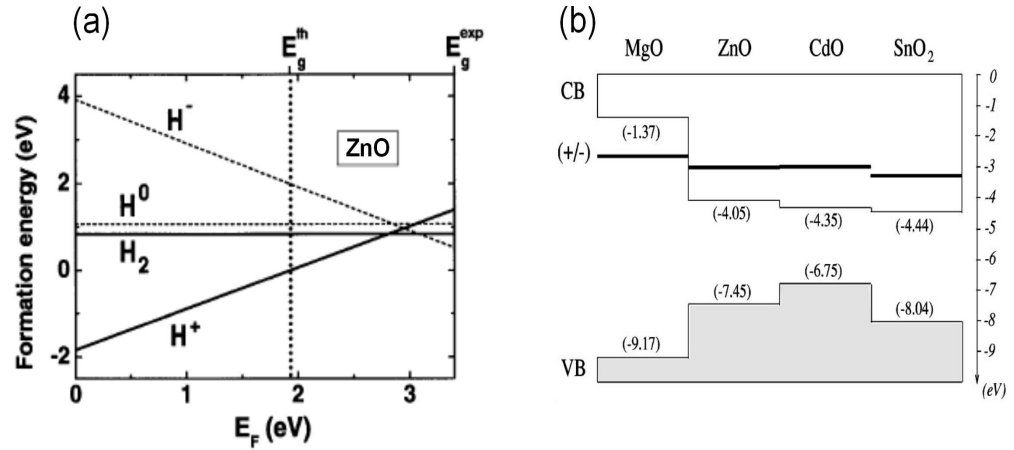 (a)
E_g^th
E_g^exp
4
2
0
-2
Formation energy (eV)
H^-
ZnO
H^0
H_2
H^+
0
1
2
3
E_F (eV)
(b)
MgO
ZnO
CdO
SnO_2
CB
(+/-)
VB
(-1.37)
(-4.05)
(-4.35)
(-4.44)
(-6.75)
(-7.45)
(-8.04)
(-9.17)
0
-1
-2
-3
-4
-5
-6
-7
-8
-9
(eV)